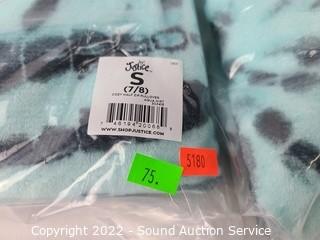 Justice
S
(7/8)
COZY HALF ZIP PULLOVER
WWW.SHOPJUSTICE.COM
75.
5180
Copyright 2022 - Sound Auction Service